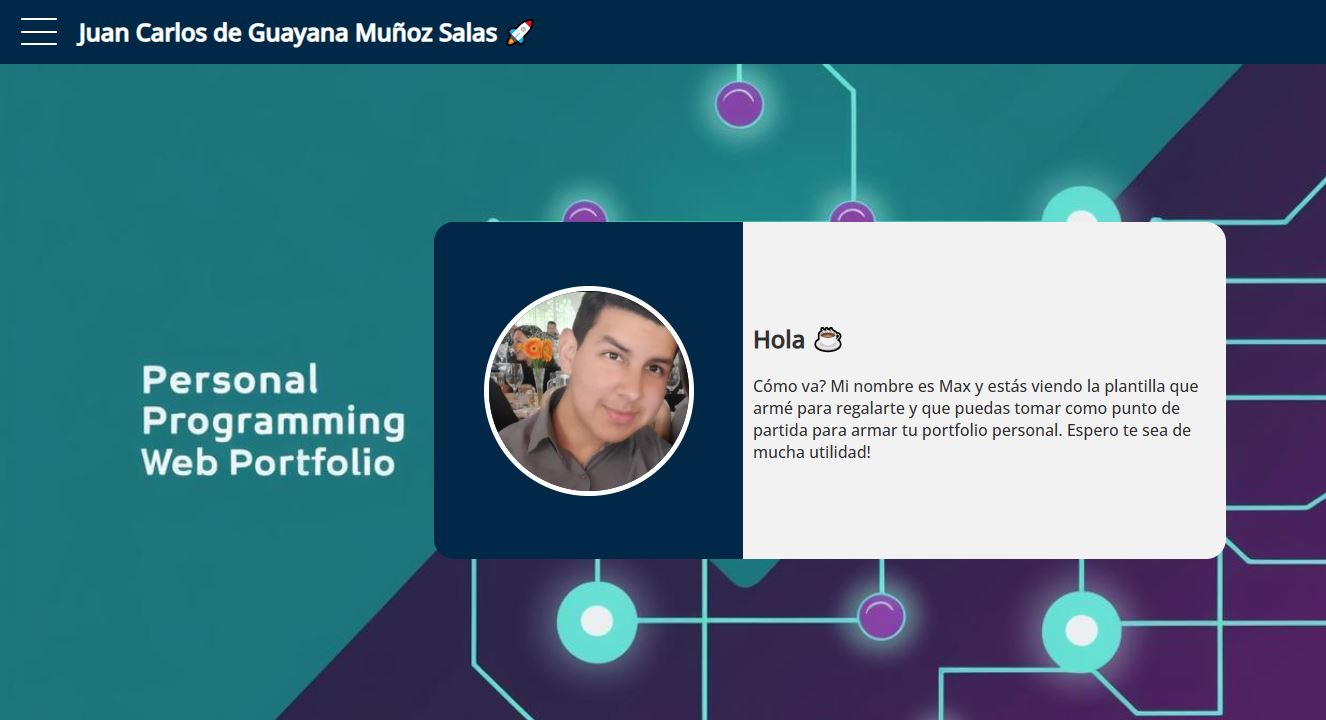 Juan Carlos de Guayana Muñoz Salas 🚀
Personal
Programming
Web Portfolio
Hola ☕
Cómo va? Mi nombre es Max y estás viendo la plantilla que
armé para regalarte y que puedas tomar como punto de
partida para armar tu portfolio personal. Espero te sea de
mucha utilidad!